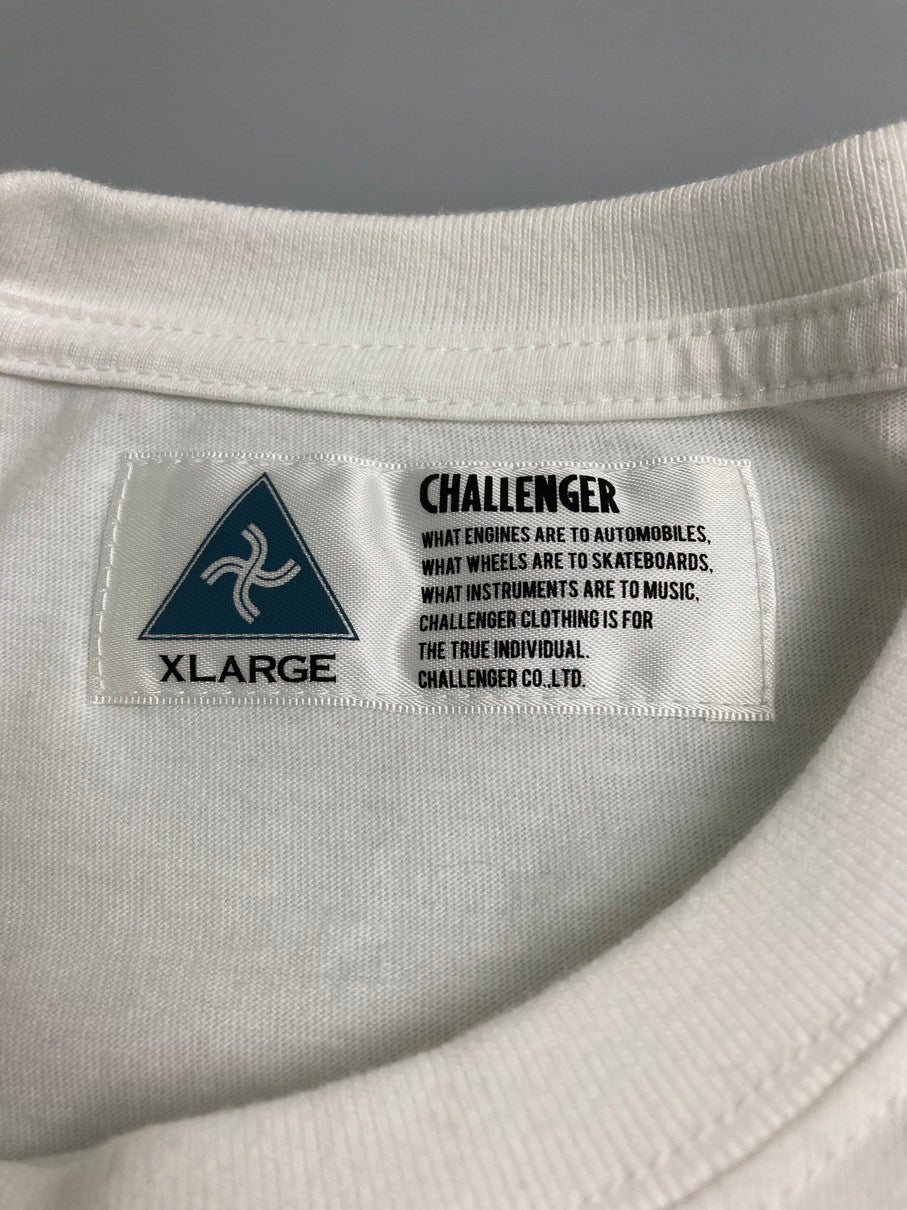 XLARGE
CHALLENGER
WHAT ENGINES ARE TO AUTOMOBILES,
WHAT WHEELS ARE TO SKATEBOARDS,
WHAT INSTRUMENTS ARE TO MUSIC,
CHALLENGER CLOTHING IS FOR
THE TRUE INDIVIDUAL.
CHALLENGER CO.,LTD.